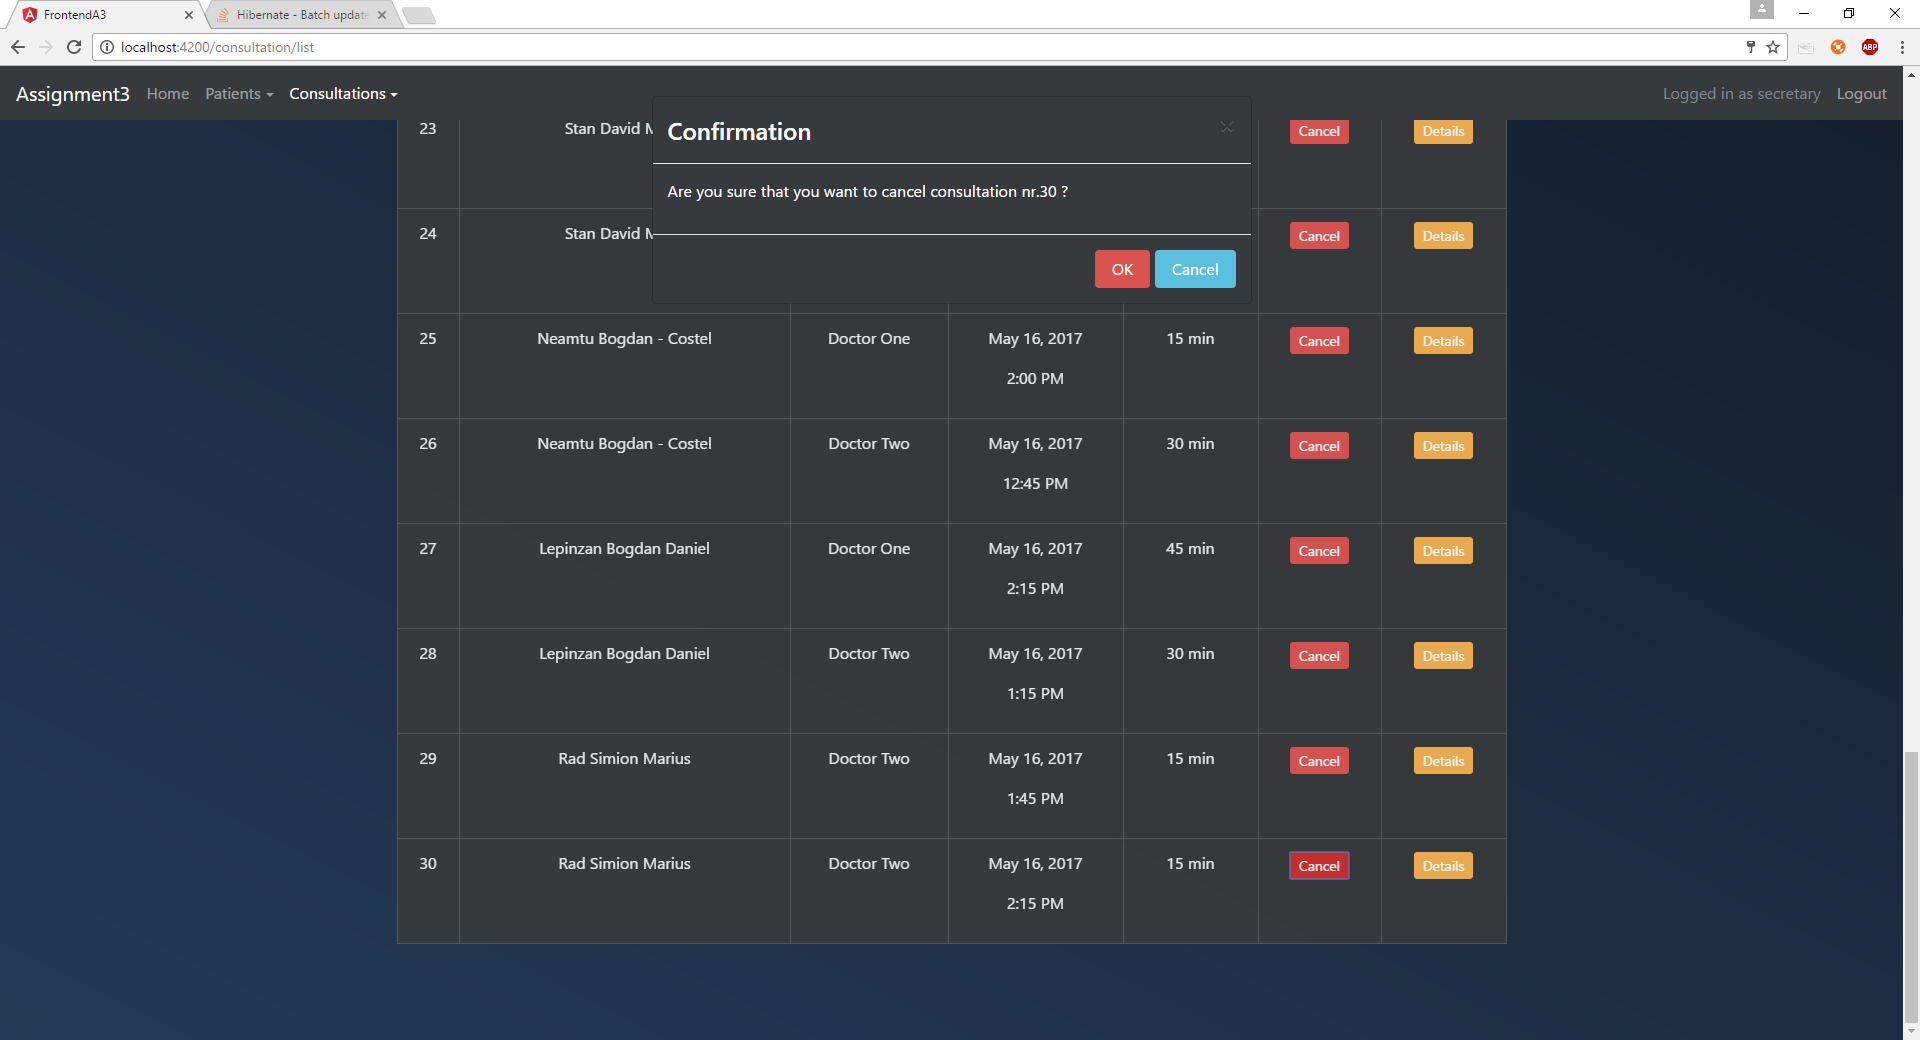 FrontendA3
Hibernate - Batch update
localhost:4200/consultation/list
ABP
Assignment3 Home Patients Consultations Logged in as secretary Logout
23 Stan David Cancel Details
Confirmation
Are you sure that you want to cancel consultation nr.30 ?
24 Stan David Cancel Details
OK Cancel
25 Neamtu Bogdan - Costel Doctor One May 16, 2017 15 min Cancel Details
2:00 PM
26 Neamtu Bogdan - Costel Doctor Two May 16, 2017 30 min Cancel Details
12:45 PM
27 Lepinzan Bogdan Daniel Doctor One May 16, 2017 45 min Cancel Details
2:15 PM
28 Lepinzan Bogdan Daniel Doctor Two May 16, 2017 30 min Cancel Details
1:15 PM
29 Rad Simion Marius Doctor Two May 16, 2017 15 min Cancel Details
1:45 PM
30 Rad Simion Marius Doctor Two May 16, 2017 15 min Cancel Details
2:15 PM